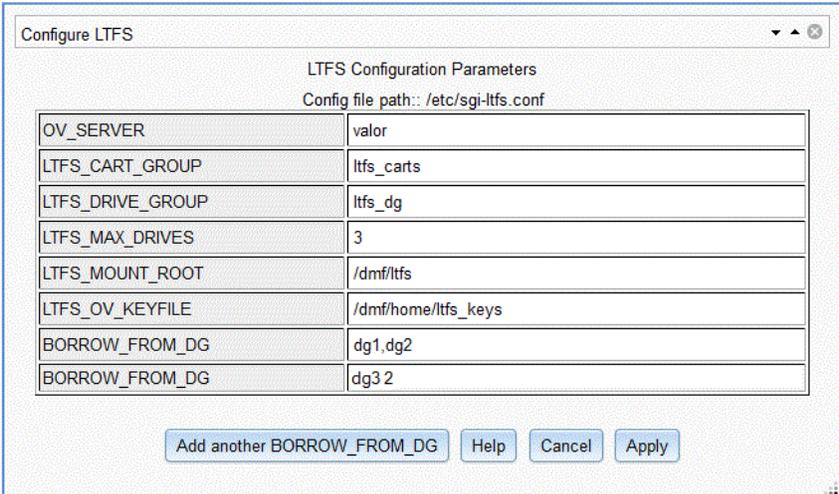 Configure LTFS
LTFS Configuration Parameters
Config file path:: /etc/sgi-ltfs.conf
OV_SERVER valor
LTFS_CART_GROUP ltfs_carts
LTFS_DRIVE_GROUP ltfs_dg
LTFS_MAX_DRIVES 3
LTFS_MOUNT_ROOT /dmf/ltfs
LTFS_OV_KEYFILE /dmf/home/ltfs_keys
BORROW_FROM_DG dg1,dg2
BORROW_FROM_DG dg3 2
Add another BORROW_FROM_DG Help Cancel Apply